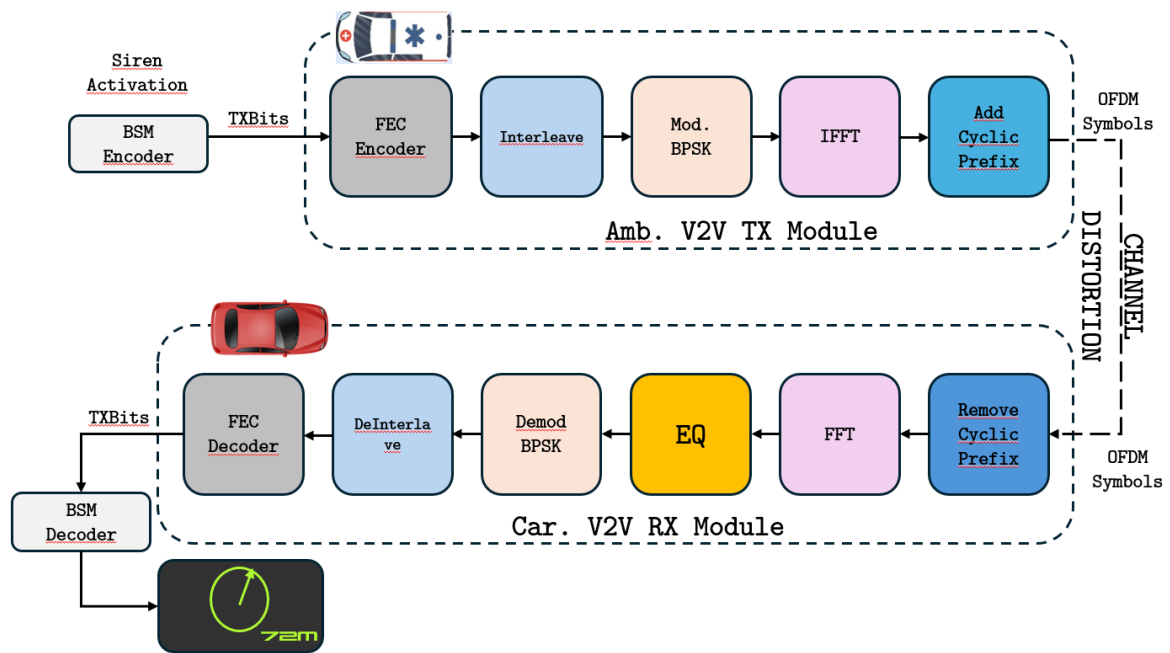 Siren
Activation
BSM
Encoder
TXBits
FEC
Encoder
Interleave
Mod.
BPSK
IFFT
Add
Cyclic
Prefix
OFDM
Symbols
Amb. V2V TX Module
CHANNEL
DISTORTION
OFDM
Symbols
Remove
Cyclic
Prefix
FFT
EQ
Demod
BPSK
DeInterla
ve
FEC
Decoder
TXBits
Car. V2V RX Module
BSM
Decoder
72M